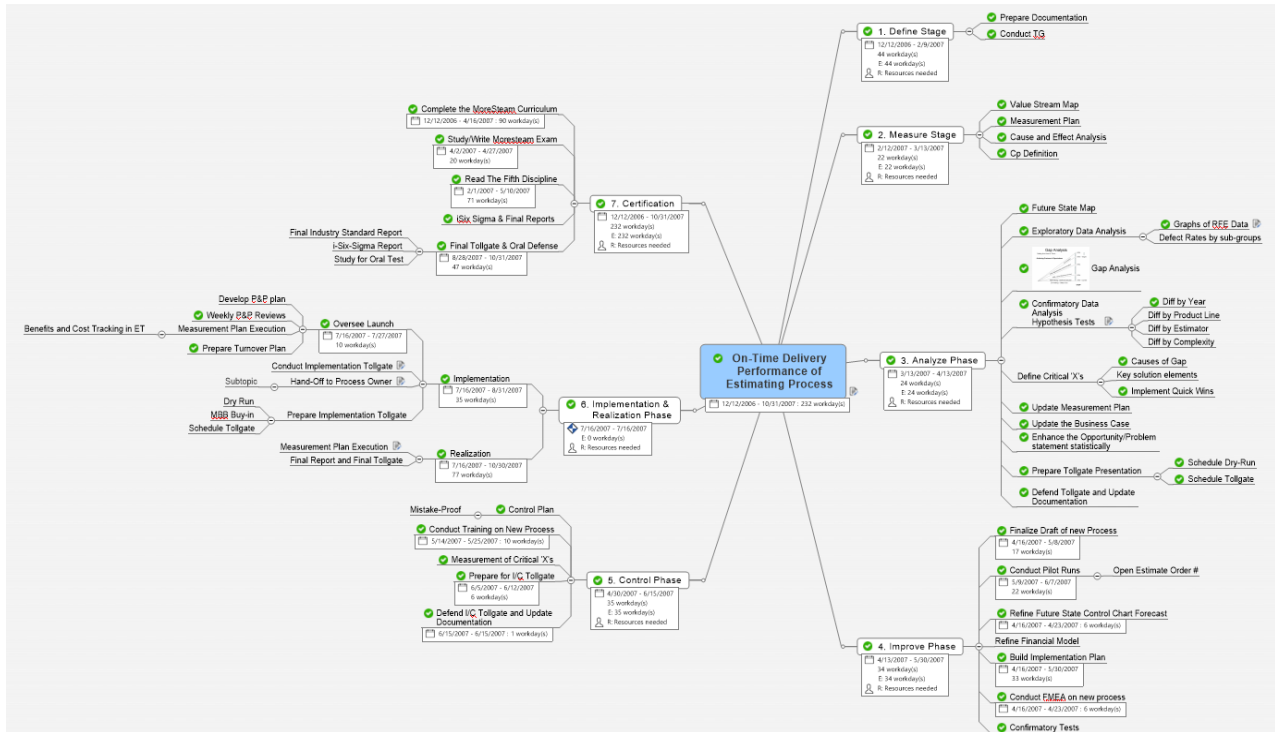 On-Time Delivery
Performance of
Estimating Process
12/12/2006 - 10/31/2007 : 232 workday(s)
1. Define Stage
12/12/2006 - 2/9/2007
44 workday(s)
E: 44 workday(s)
R: Resources needed
Prepare Documentation
Conduct TG
2. Measure Stage
2/12/2007 - 3/13/2007
22 workday(s)
E: 22 workday(s)
R: Resources needed
Value Stream Map
Measurement Plan
Cause and Effect Analysis
Cp Definition
3. Analyze Phase
3/13/2007 - 4/13/2007
24 workday(s)
E: 24 workday(s)
R: Resources needed
Future State Map
Exploratory Data Analysis
Graphs of RFE Data
Defect Rates by sub-groups
Gap Analysis
Gap Analysis
Confirmatory Data
Analysis
Hypothesis Tests
Diff by Year
Diff by Product Line
Diff by Estimator
Diff by Complexity
Define Critical 'X's
Causes of Gap
Key solution elements
Implement Quick Wins
Update Measurement Plan
Update the Business Case
Enhance the Opportunity/Problem
statement statistically
Prepare Tollgate Presentation
Schedule Dry-Run
Schedule Tollgate
Defend Tollgate and Update
Documentation
4. Improve Phase
4/13/2007 - 5/30/2007
34 workday(s)
E: 34 workday(s)
R: Resources needed
Finalize Draft of new Process
4/16/2007 - 5/8/2007
17 workday(s)
Conduct Pilot Runs
5/9/2007 - 6/7/2007
22 workday(s)
Open Estimate Order #
Refine Future State Control Chart Forecast
4/16/2007 - 4/23/2007 : 6 workday(s)
Refine Financial Model
Build Implementation Plan
4/16/2007 - 5/30/2007
33 workday(s)
Conduct FMEA on new process
4/16/2007 - 4/23/2007 : 6 workday(s)
Confirmatory Tests
5. Control Phase
4/30/2007 - 6/15/2007
35 workday(s)
E: 35 workday(s)
R: Resources needed
Control Plan
Mistake-Proof
Conduct Training on New Process
5/14/2007 - 5/25/2007 : 10 workday(s)
Measurement of Critical 'X's
Prepare for I/C Tollgate
6/5/2007 - 6/12/2007
6 workday(s)
Defend I/C Tollgate and Update
Documentation
6/15/2007 - 6/15/2007 : 1 workday(s)
6. Implementation &
Realization Phase
7/16/2007 - 7/16/2007
E: 0 workday(s)
R: Resources needed
Implementation
7/16/2007 - 8/31/2007
35 workday(s)
Oversee Launch
7/16/2007 - 7/27/2007
10 workday(s)
Develop P&P plan
Weekly P&P Reviews
Measurement Plan Execution
Benefits and Cost Tracking in ET
Prepare Turnover Plan
Conduct Implementation Tollgate
Hand-Off to Process Owner
Subtopic
Prepare Implementation Tollgate
Dry Run
MBB Buy-in
Schedule Tollgate
Realization
7/16/2007 - 10/30/2007
77 workday(s)
Measurement Plan Execution
Final Report and Final Tollgate
7. Certification
12/12/2006 - 10/31/2007
232 workday(s)
E: 232 workday(s)
R: Resources needed
Complete the MoreSteam Curriculum
12/12/2006 - 4/16/2007 : 90 workday(s)
Study/Write Moresteam Exam
4/2/2007 - 4/27/2007
20 workday(s)
Read The Fifth Discipline
2/1/2007 - 5/10/2007
71 workday(s)
iSix Sigma & Final Reports
Final Tollgate & Oral Defense
8/28/2007 - 10/31/2007
47 workday(s)
Final Industry Standard Report
i-Six-Sigma Report
Study for Oral Test